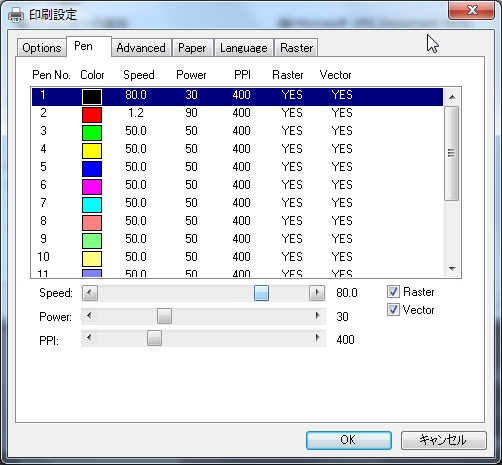 印刷設定
Options Pen Advanced Paper Language Raster
Pen No. Color Speed Power PPI Raster Vector
1 80.0 30 400 YES YES
2 1.2 90 400 YES YES
3 50.0 50 400 YES YES
4 50.0 50 400 YES YES
5 50.0 50 400 YES YES
6 50.0 50 400 YES YES
7 50.0 50 400 YES YES
8 50.0 50 400 YES YES
9 50.0 50 400 YES YES
10 50.0 50 400 YES YES
11 50.0 50 400 YES YES
Speed: 80.0 Raster
Power: 30 Vector
PPI: 400
OK キャンセル